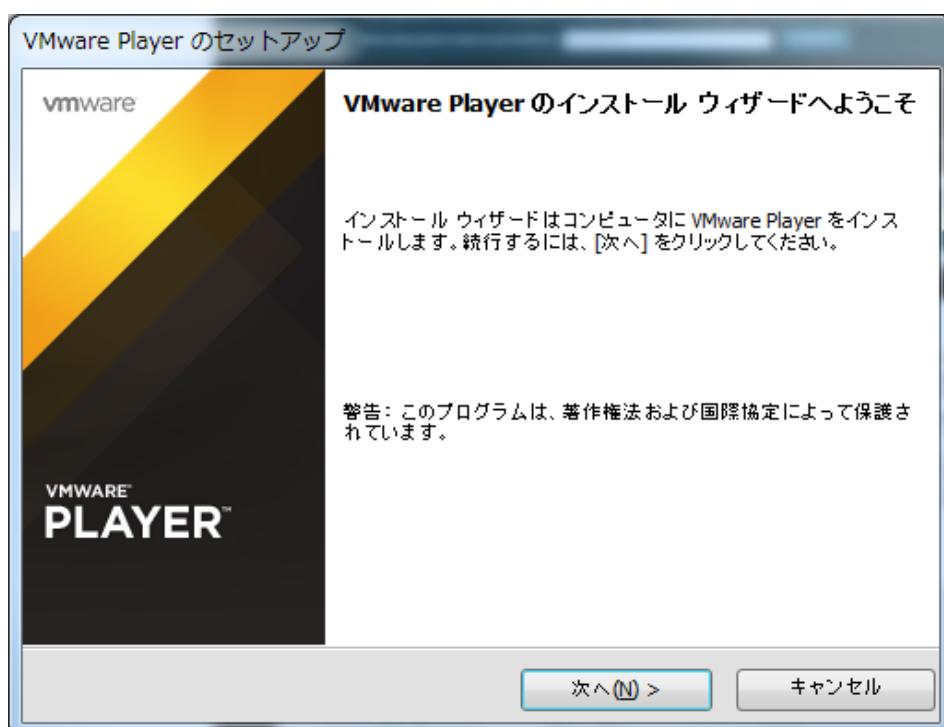 VMware Player のセットアップ
vmware
VMware Player のインストール ウィザードへようこそ
インストール ウィザードはコンピュータに VMware Player をインス
トールします。続行するには、[次へ] をクリックしてください。
警告: このプログラムは、著作権法および国際協定によって保護さ
れています。
VMWARE™
PLAYER™
次へ(N) >
キャンセル